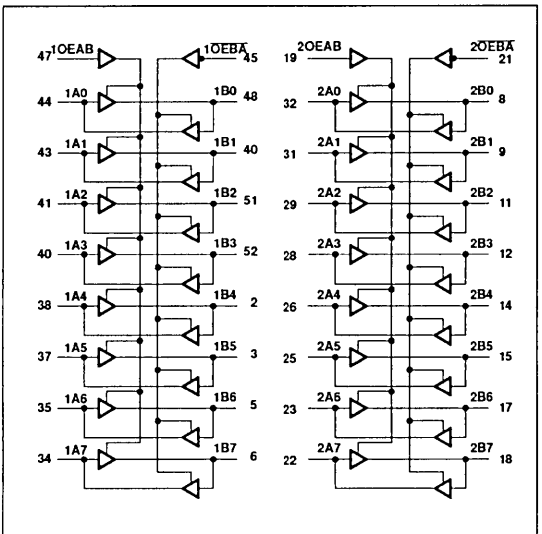 47 1OEAB 1OEBA 45 19 2OEAB 2OEBA 21
44 1A0 1B0 48 32 2A0 2B0 8
43 1A1 1B1 40 31 2A1 2B1 9
41 1A2 1B2 51 29 2A2 2B2 11
40 1A3 1B3 52 28 2A3 2B3 12
38 1A4 1B4 2 26 2A4 2B4 14
37 1A5 1B5 3 25 2A5 2B5 15
35 1A6 1B6 5 23 2A6 2B6 17
34 1A7 1B7 6 22 2A7 2B7 18